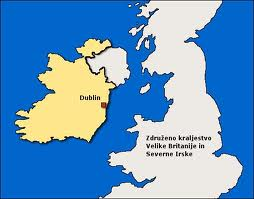 Dublin
Združeno kraljestvo
Velike Britanije in
Severne Irske